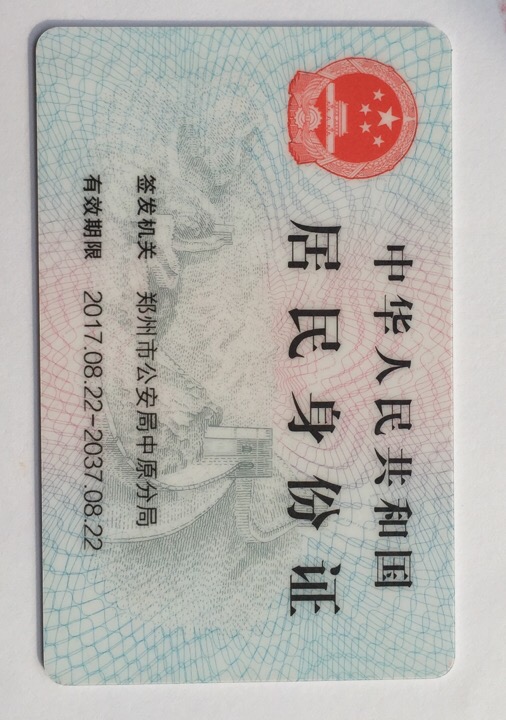 中华人民共和国
居民身份证
签发机关 郑州市公安局中原分局
有效期限 2017.08.22-2037.08.22